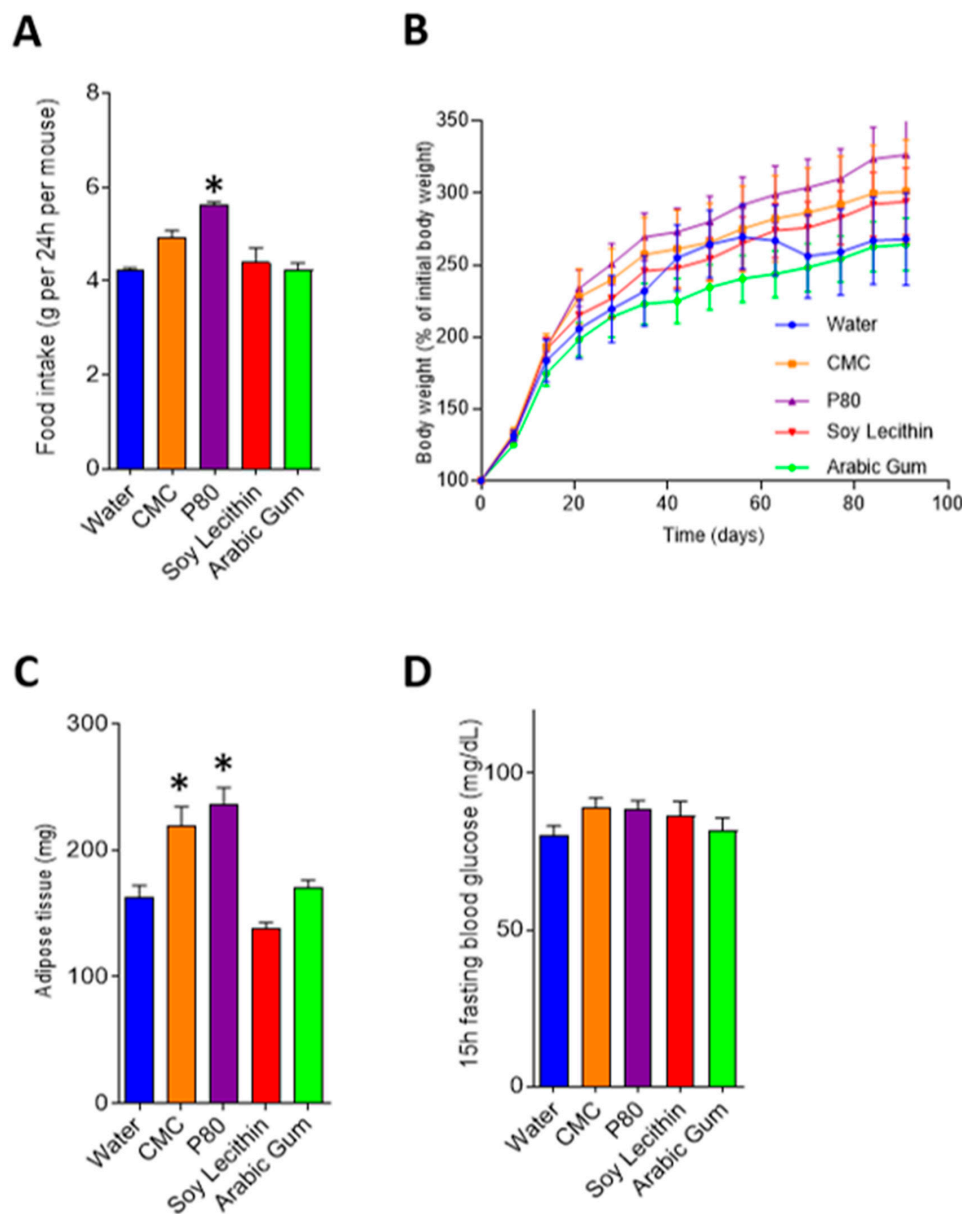 A
Food intake (g per 24h per mouse)
8
6
4
2
0
*
Water
CMC
P80
Soy Lecithin
Arabic Gum
B
Body weight (% of initial body weight)
350
300
250
200
150
100
0
20
40
60
80
100
Time (days)
Water
CMC
P80
Soy Lecithin
Arabic Gum
C
Adipose tissue (mg)
300
200
100
0
*
*
Water
CMC
P80
Soy Lecithin
Arabic Gum
D
15h fasting blood glucose (mg/dL)
100
50
0
Water
CMC
P80
Soy Lecithin
Arabic Gum